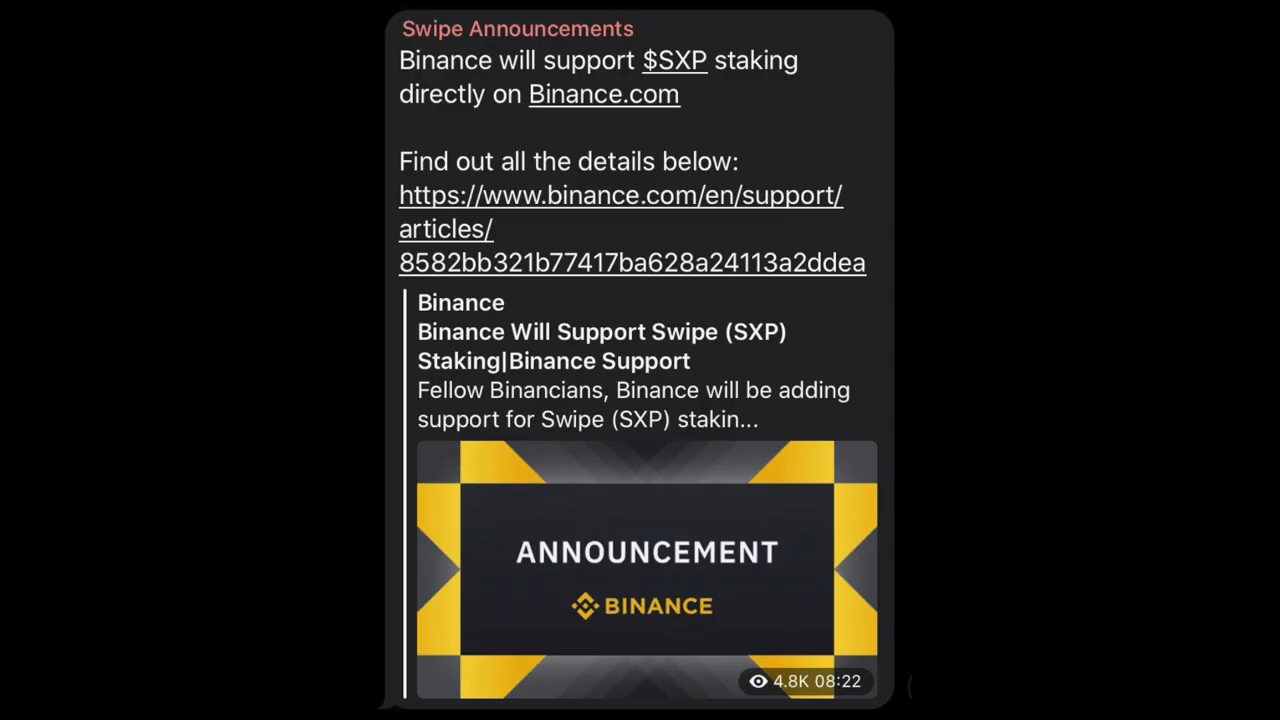 Swipe Announcements
Binance will support $SXP staking
directly on Binance.com
Find out all the details below:
https://www.binance.com/en/support/
articles/
8582bb321b77417ba628a24113a2ddea
Binance
Binance Will Support Swipe (SXP)
Staking|Binance Support
Fellow Binancians, Binance will be adding
support for Swipe (SXP) stakin...
ANNOUNCEMENT
BINANCE
4.8K 08:22